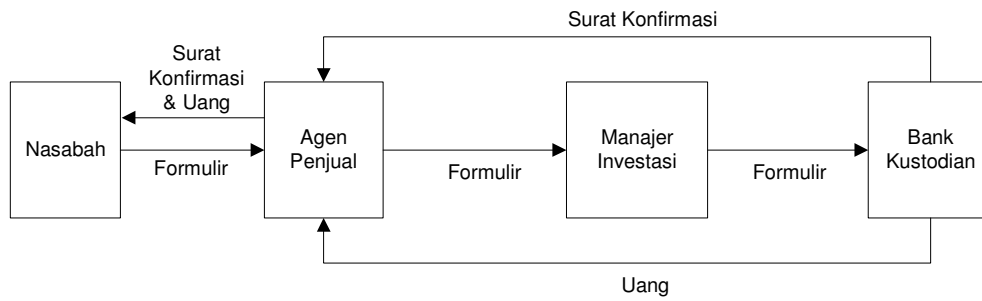 Surat Konfirmasi
Surat
Konfirmasi
& Uang
Nasabah
Formulir
Agen
Penjual
Formulir
Manajer
Investasi
Formulir
Bank
Kustodian
Uang